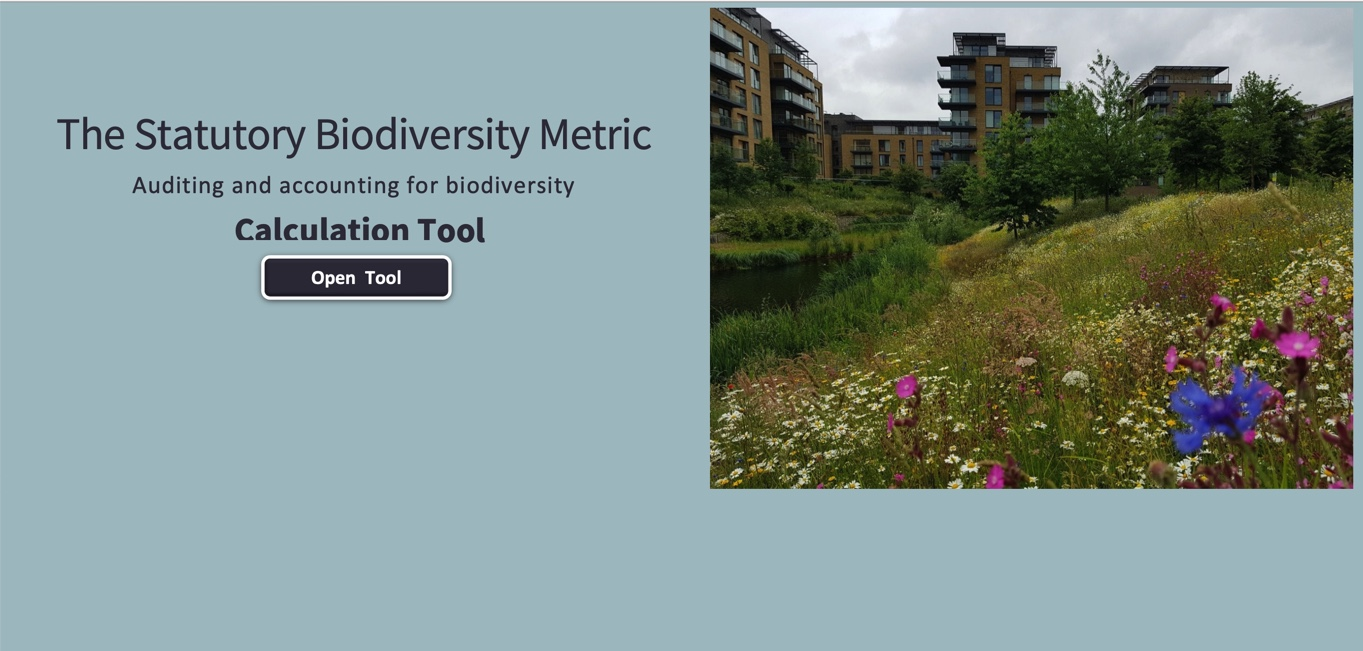 The Statutory Biodiversity Metric
Auditing and accounting for biodiversity
Calculation Tool
Open Tool